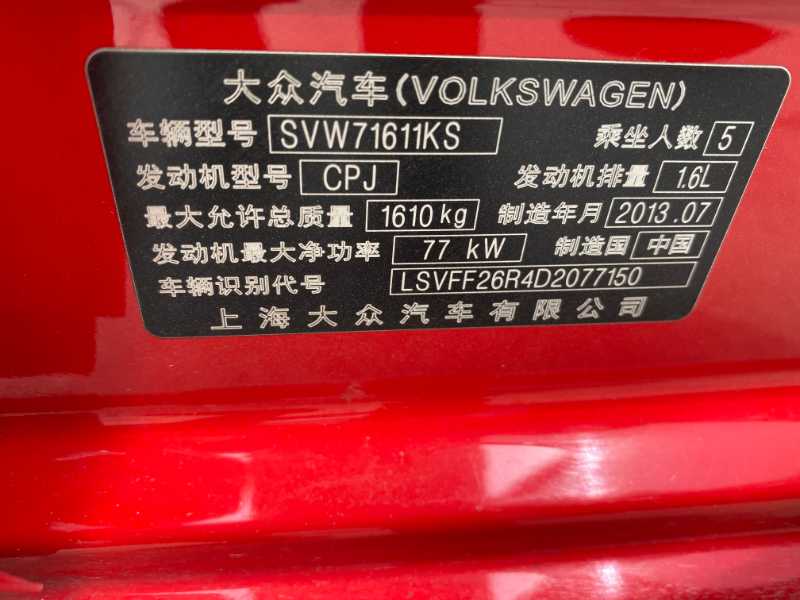 大众汽车(VOLKSWAGEN)
车辆型号 SVW71611KS 乘坐人数 5
发动机型号 CPJ 发动机排量 1.6L
最大允许总质量 1610kg 制造年月 2013.07
发动机最大净功率 77 kW 制造国 中国
车辆识别代号 LSVFF26R4D2077150
上海大众汽车有限公司